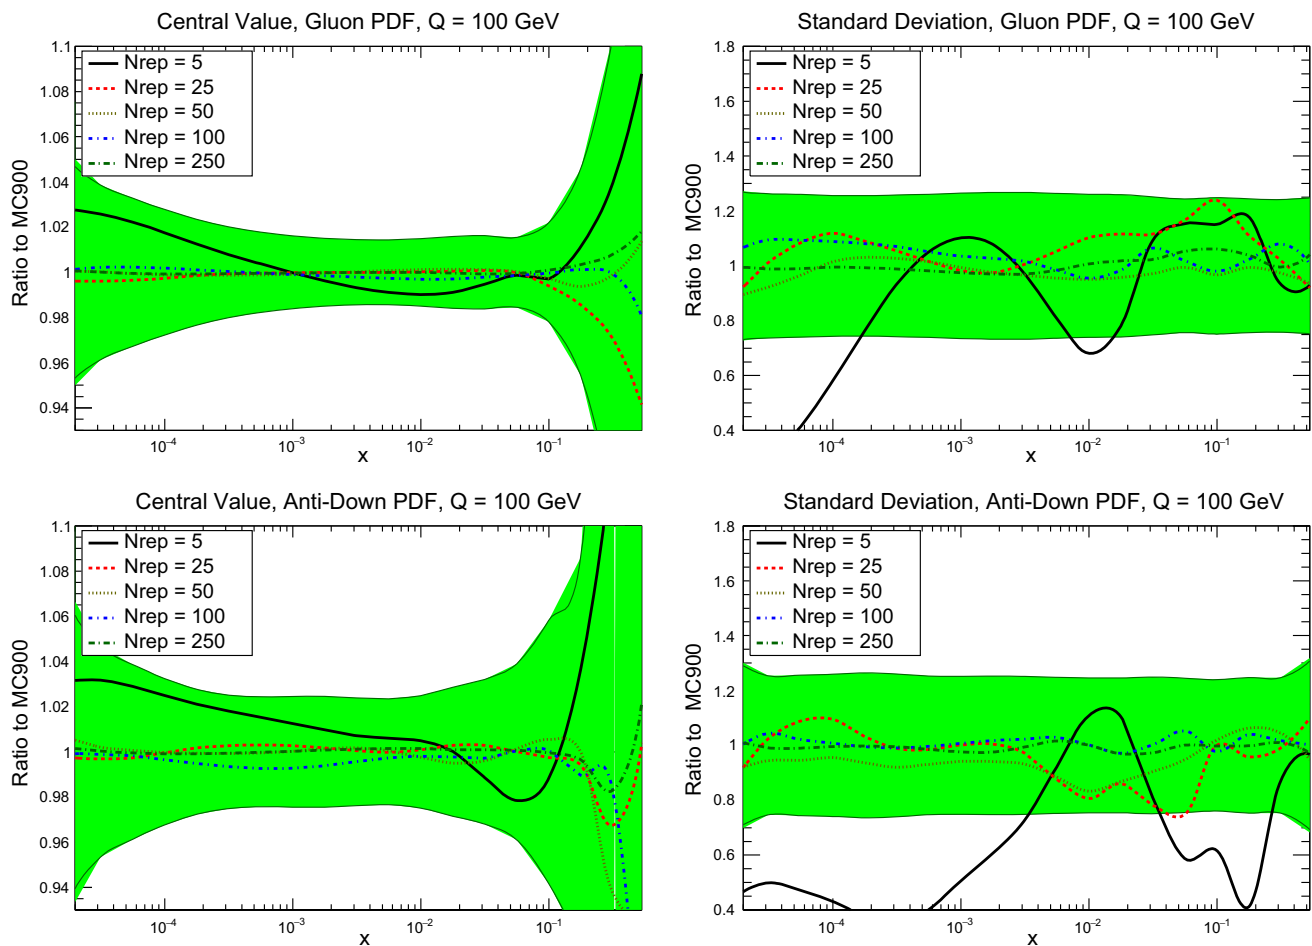 Central Value, Gluon PDF, Q = 100 GeV
Ratio to MC900
1.1
1.08
1.06
1.04
1.02
1
0.98
0.96
0.94
Nrep = 5
Nrep = 25
Nrep = 50
Nrep = 100
Nrep = 250
10⁻⁴
10⁻³
10⁻²
10⁻¹
x
Standard Deviation, Gluon PDF, Q = 100 GeV
Ratio to MC900
1.8
1.6
1.4
1.2
1
0.8
0.6
0.4
Nrep = 5
Nrep = 25
Nrep = 50
Nrep = 100
Nrep = 250
10⁻⁴
10⁻³
10⁻²
10⁻¹
x
Central Value, Anti-Down PDF, Q = 100 GeV
Ratio to MC900
1.1
1.08
1.06
1.04
1.02
1
0.98
0.96
0.94
Nrep = 5
Nrep = 25
Nrep = 50
Nrep = 100
Nrep = 250
10⁻⁴
10⁻³
10⁻²
10⁻¹
x
Standard Deviation, Anti-Down PDF, Q = 100 GeV
Ratio to MC900
1.8
1.6
1.4
1.2
1
0.8
0.6
0.4
Nrep = 5
Nrep = 25
Nrep = 50
Nrep = 100
Nrep = 250
10⁻⁴
10⁻³
10⁻²
10⁻¹
x